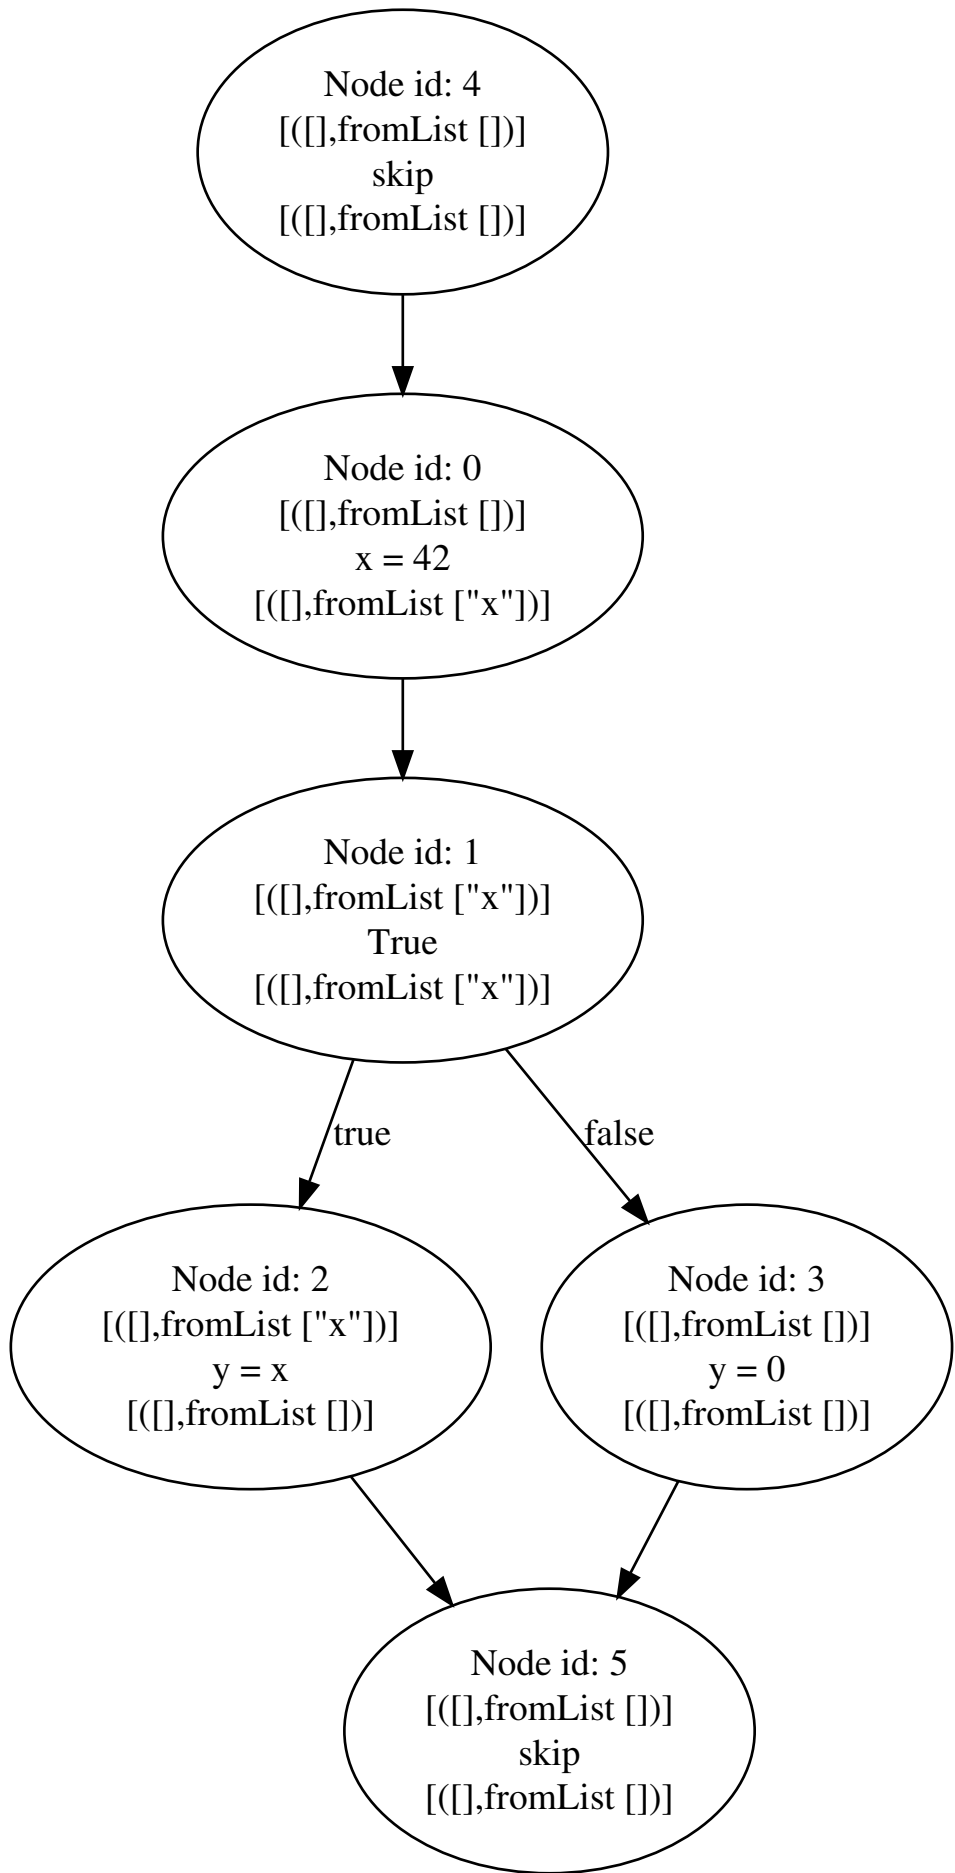 Node id: 4
[([],fromList [])]
skip
[([],fromList [])]
Node id: 0
[([],fromList [])]
x = 42
[([],fromList ["x"])]
Node id: 1
[([],fromList ["x"])]
True
[([],fromList ["x"])]
true
false
Node id: 2
[([],fromList ["x"])]
y = x
[([],fromList [])]
Node id: 3
[([],fromList [])]
y = 0
[([],fromList [])]
Node id: 5
[([],fromList [])]
skip
[([],fromList [])]